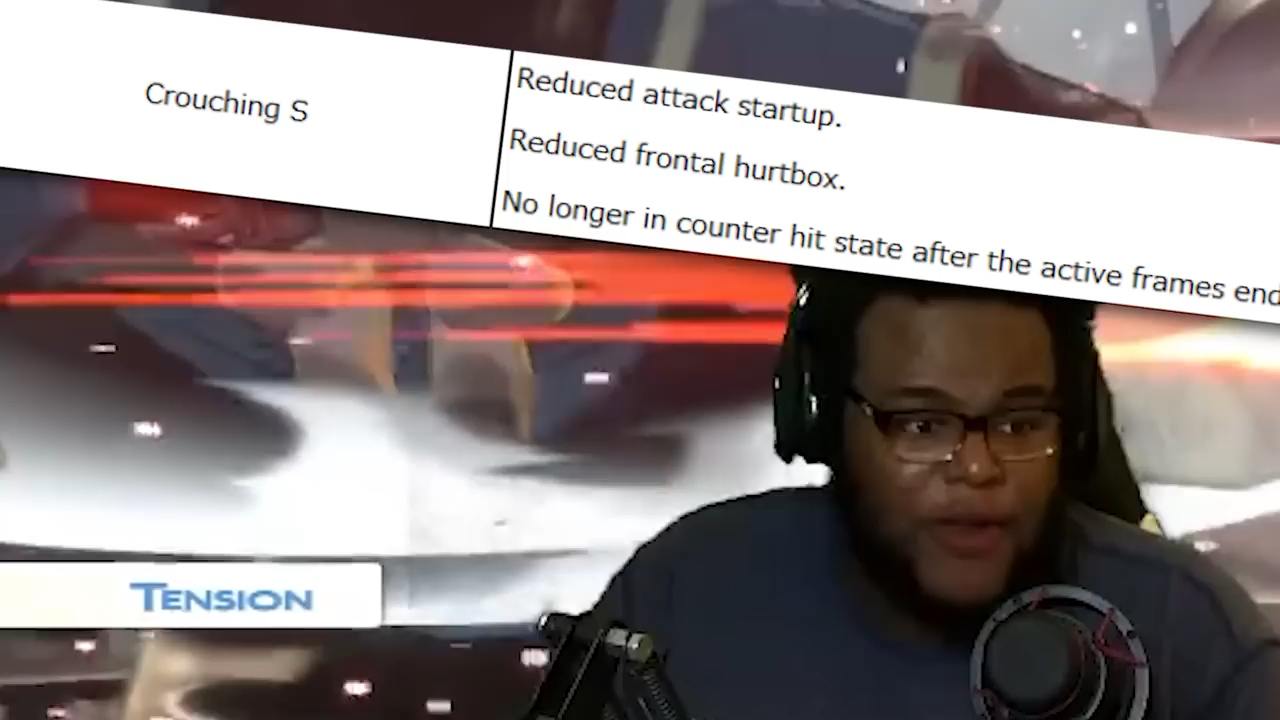 Crouching S
Reduced attack startup.
Reduced frontal hurtbox.
No longer in counter hit state after the active frames end
TENSION